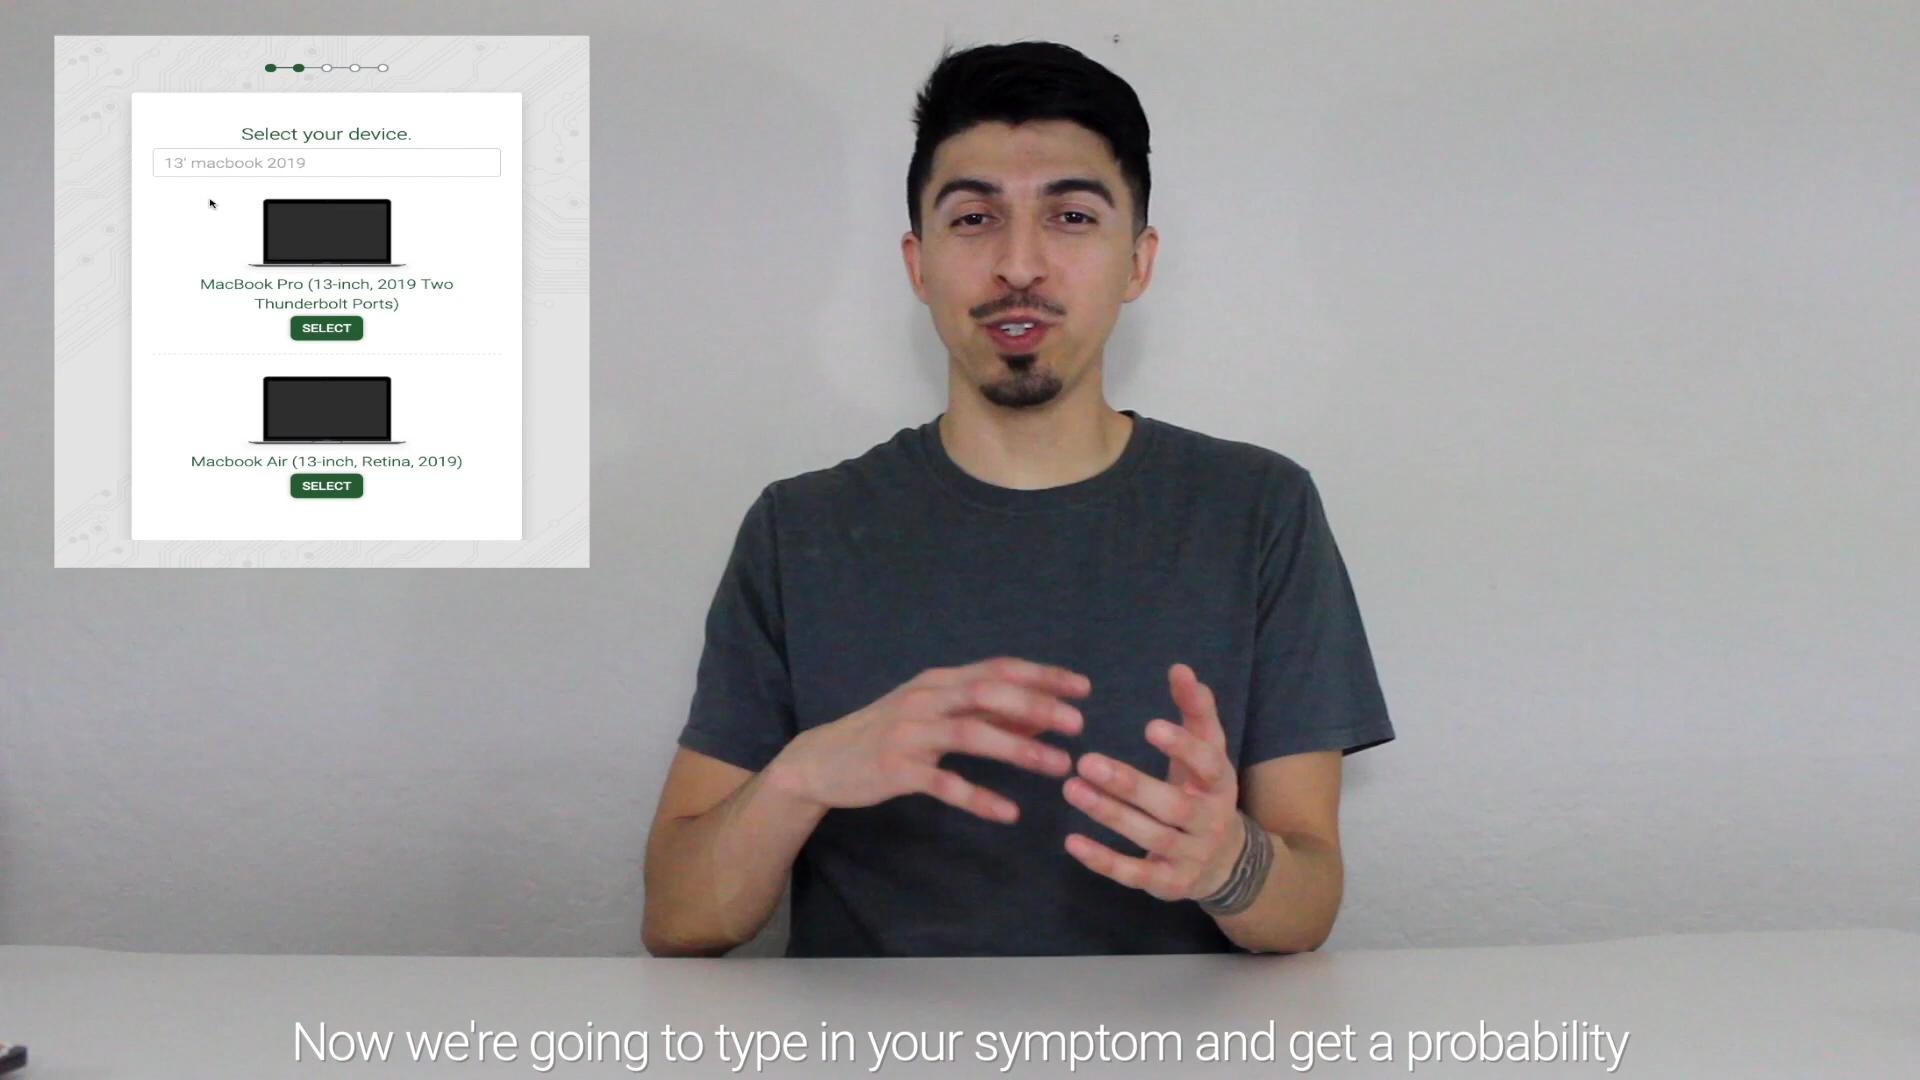 Select your device.
13' macbook 2019
MacBook Pro (13-inch, 2019 Two
Thunderbolt Ports)
SELECT
Macbook Air (13-inch, Retina, 2019)
SELECT
Now we're going to type in your symptom and get a probability